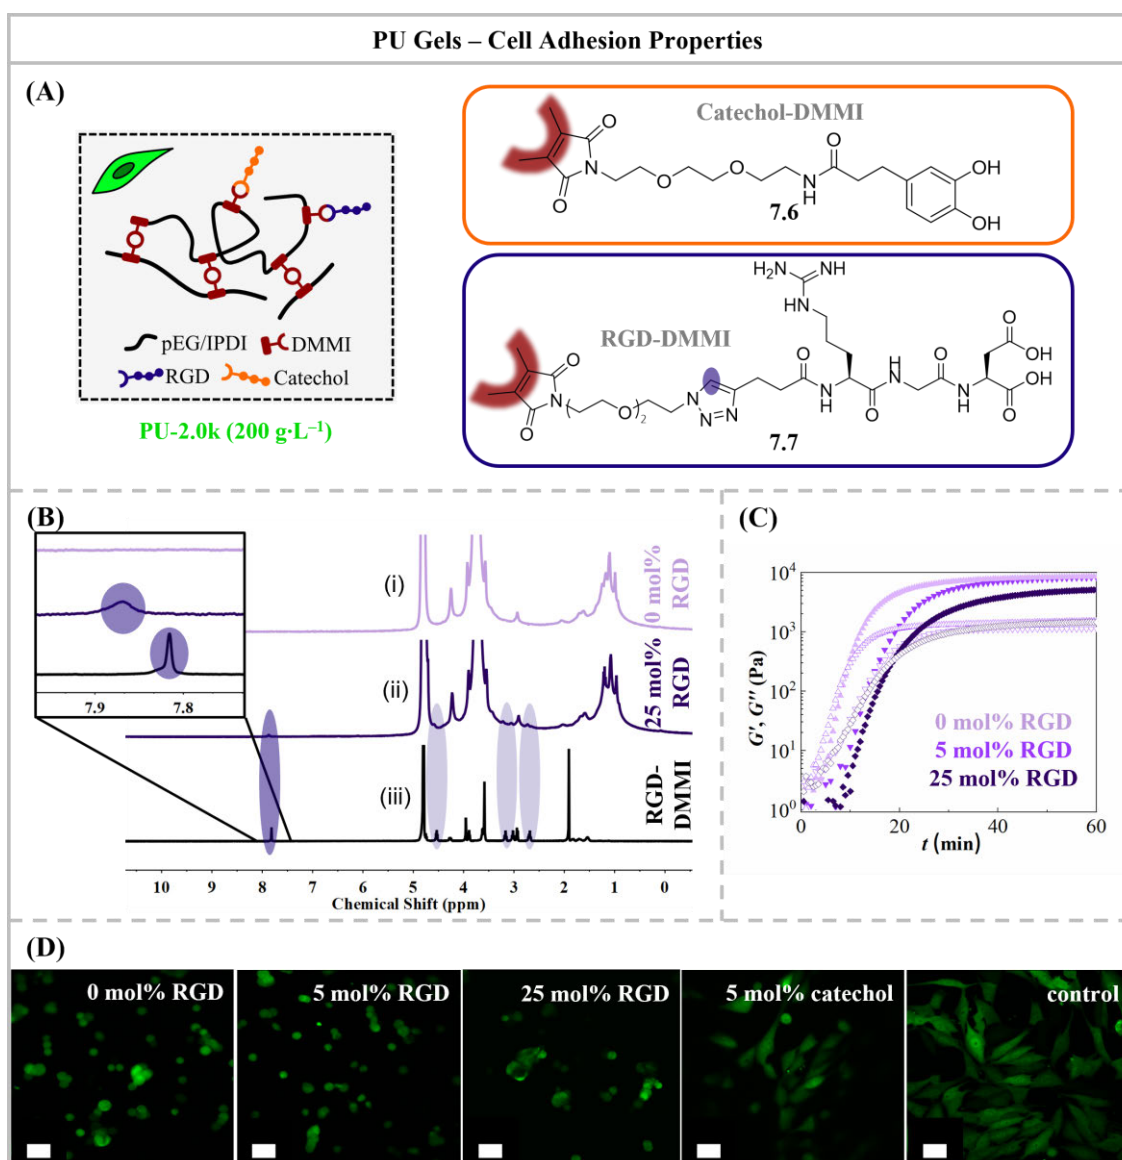 PU Gels – Cell Adhesion Properties
(A)
pEG/IPDI DMMI
RGD Catechol
PU-2.0k (200 g·L⁻¹)
Catechol-DMMI
O
N
O
O
O
N
H
O
OH
OH
7.6
RGD-DMMI
H₂N NH
HN
O
N
O
O
2
N
N=N
O
N
H
O
H
N
O
N
H
O
OH
O
OH
O
7.7
(B)
(i)
0 mol% RGD
(ii)
25 mol% RGD
(iii)
RGD-DMMI
7.9 7.8
10 9 8 7 6 5 4 3 2 1 0
Chemical Shift (ppm)
(C)
G', G'' (Pa)
10⁴
10³
10²
10¹
10⁰
0 mol% RGD
5 mol% RGD
25 mol% RGD
0 20 40 60
t (min)
(D)
0 mol% RGD
5 mol% RGD
25 mol% RGD
5 mol% catechol
control